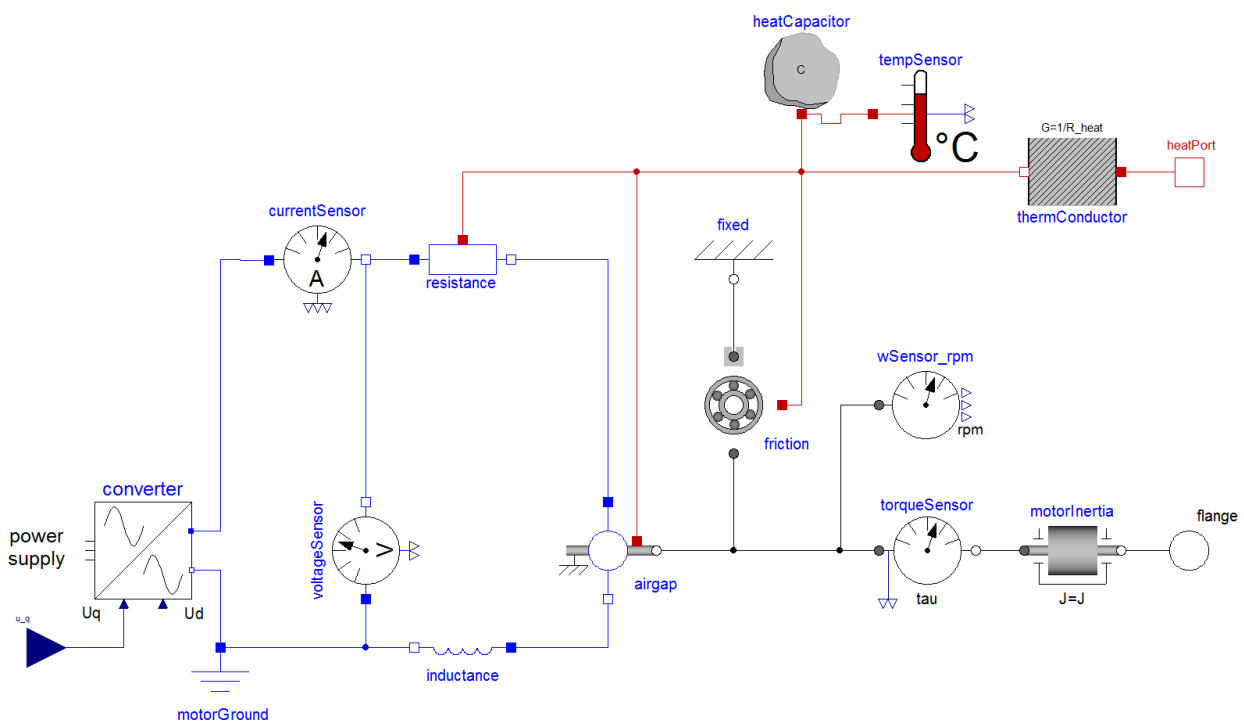 heatCapacitor
C
tempSensor
°C
G=1/R_heat
heatPort
thermConductor
currentSensor
A
resistance
fixed
wSensor_rpm
rpm
friction
converter
power
supply
Uq
Ud
u_q
voltageSensor
V
airgap
torqueSensor
tau
motorInertia
J=J
flange
inductance
motorGround